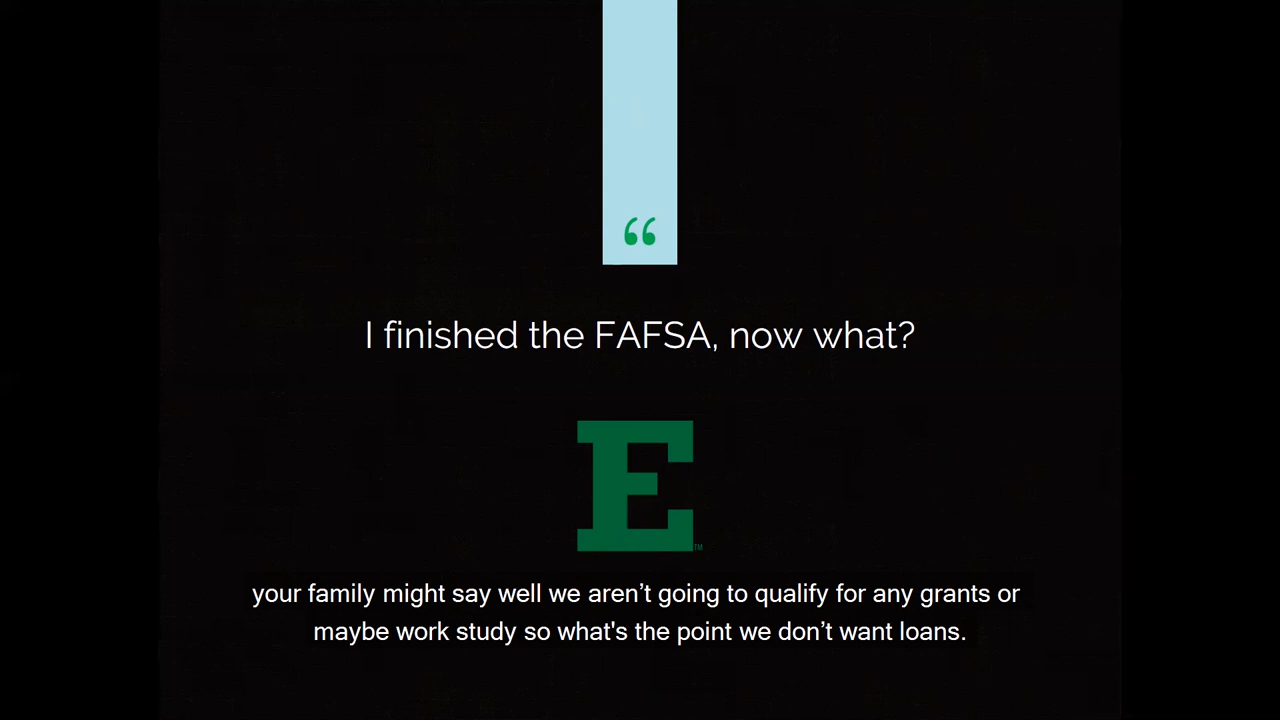 “
I finished the FAFSA, now what?
E
TM
your family might say well we aren’t going to qualify for any grants or
maybe work study so what's the point we don’t want loans.